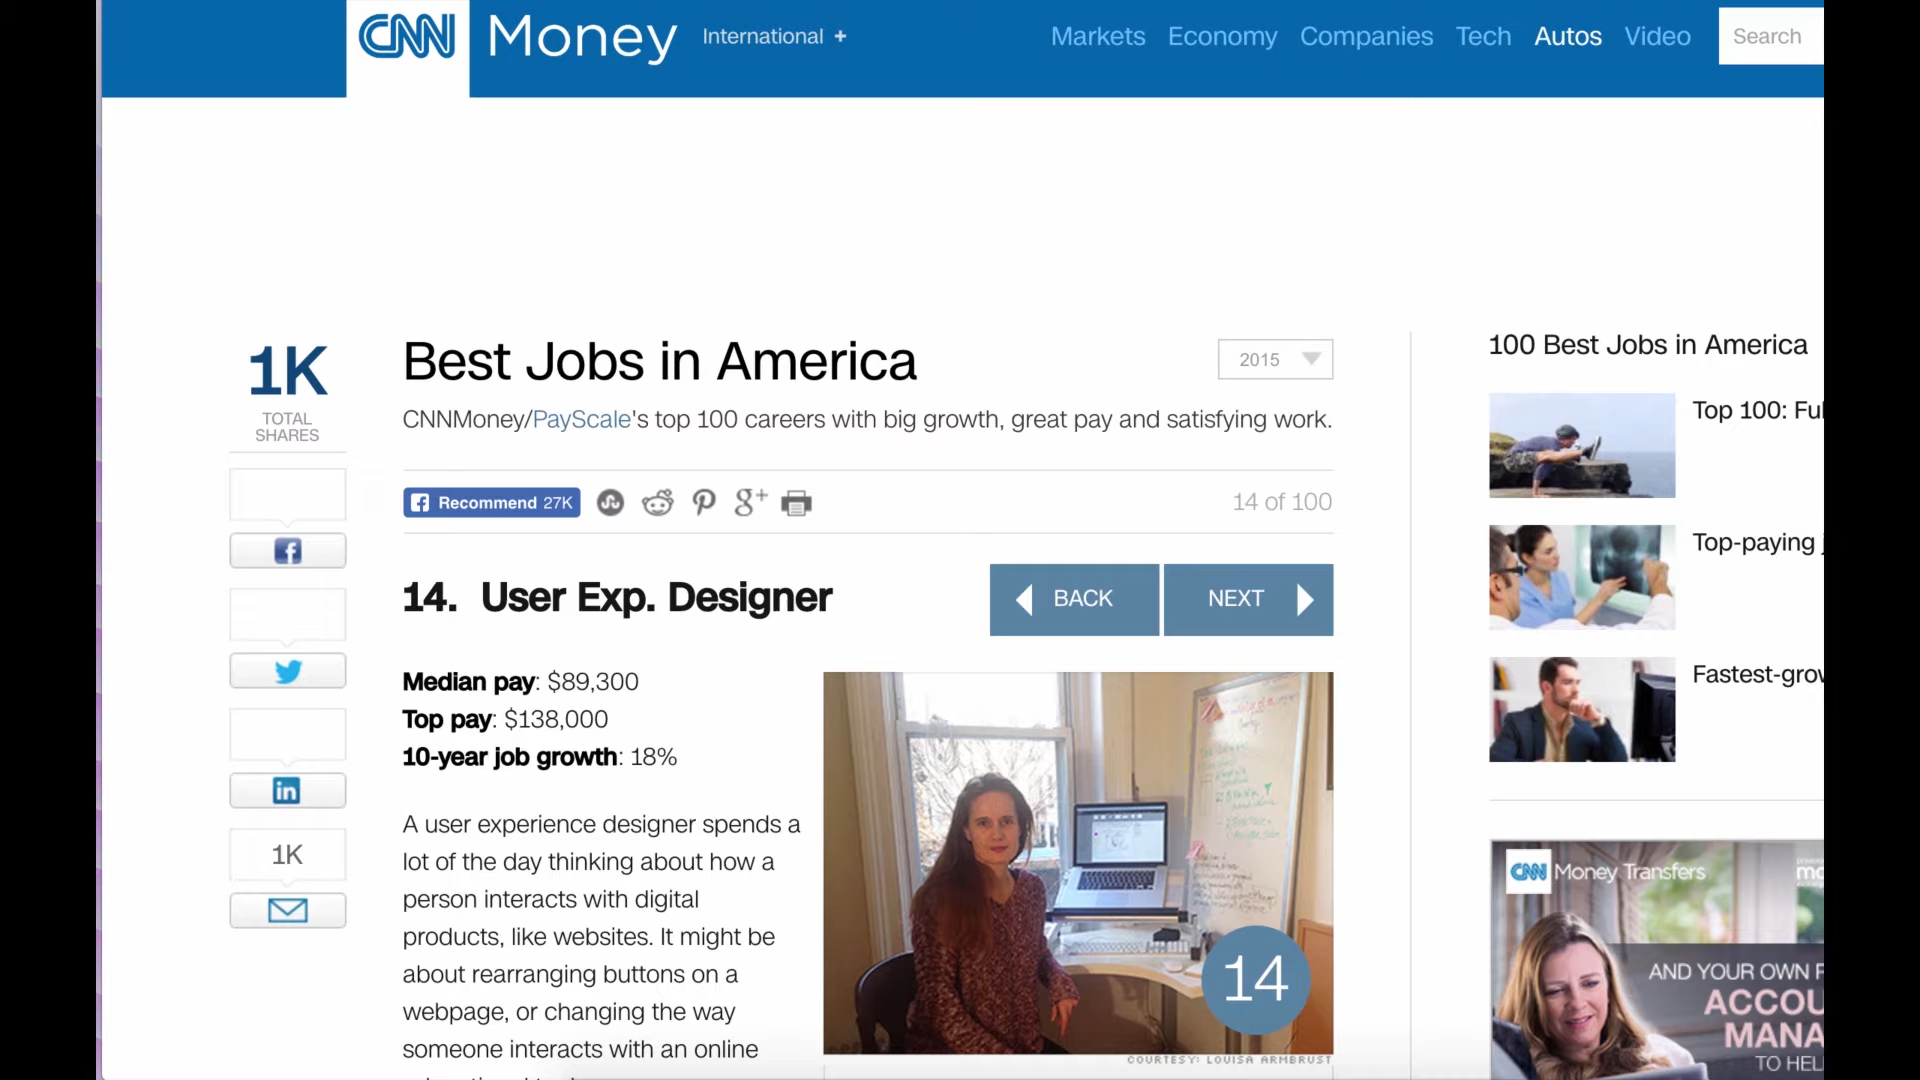 CNN Money International +
Markets Economy Companies Tech Autos Video Search
1K
TOTAL
SHARES
Best Jobs in America
2015
CNNMoney/PayScale's top 100 careers with big growth, great pay and satisfying work.
Recommend 27K
14 of 100
14. User Exp. Designer
BACK
NEXT
Median pay: $89,300
Top pay: $138,000
10-year job growth: 18%
1K
A user experience designer spends a
lot of the day thinking about how a
person interacts with digital
products, like websites. It might be
about rearranging buttons on a
webpage, or changing the way
someone interacts with an online
14
COURTESY: LOUISA ARMBRUST
100 Best Jobs in America
Top 100: Ful
Top-paying j
Fastest-grow
CNN Money Transfers
AND YOUR OWN P
ACCOU
MANA
TO HEL